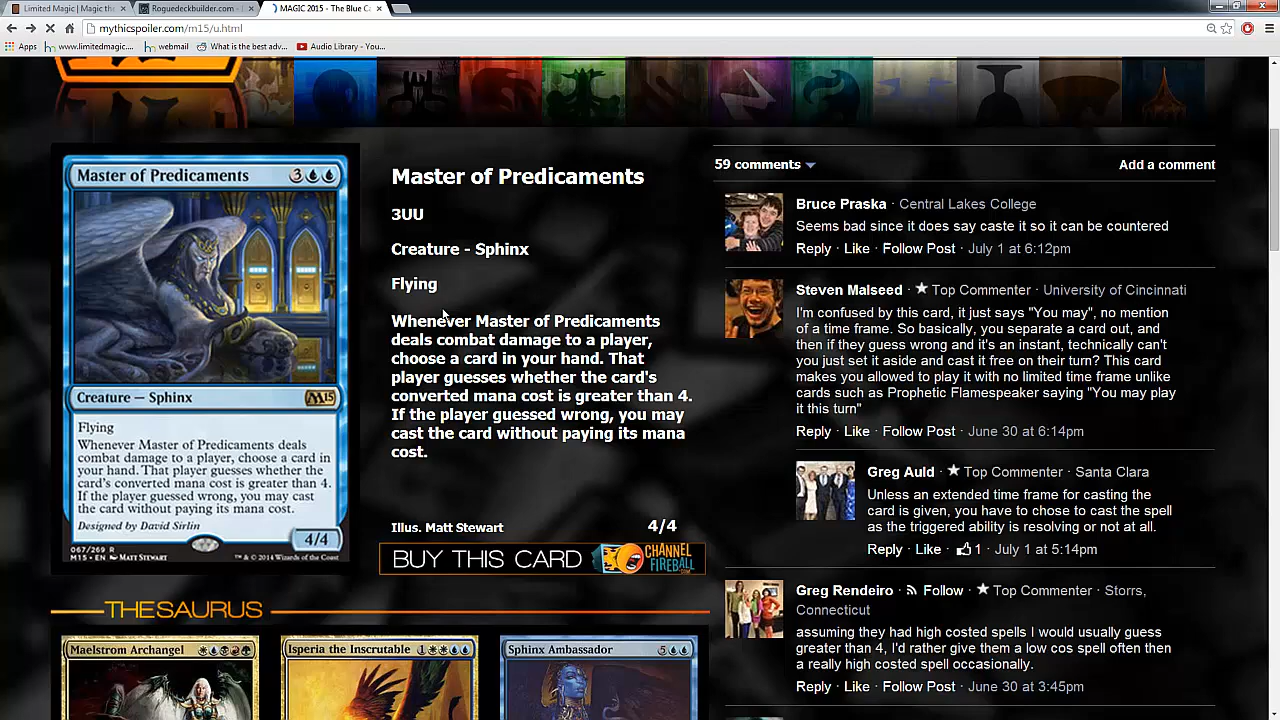 Limited Magic | Magic the
Roguedeckbuilder.com -
MAGIC 2015 - The Blue C
mythicspoiler.com/m15/u.html
Apps
www.limitedmagic....
webmail
What is the best adv...
Audio Library - You...
Master of Predicaments
3
Creature — Sphinx
M15
Flying
Whenever Master of Predicaments deals
combat damage to a player, choose a card in
your hand. That player guesses whether the
card's converted mana cost is greater than 4.
If the player guessed wrong, you may cast
the card without paying its mana cost.
Designed by David Sirlin
4/4
067/269 R
M15 • EN MATT STEWART
™ & © 2014 Wizards of the Coast
Master of Predicaments
3UU
Creature - Sphinx
Flying
Whenever Master of Predicaments
deals combat damage to a player,
choose a card in your hand. That
player guesses whether the card's
converted mana cost is greater than 4.
If the player guessed wrong, you may
cast the card without paying its mana
cost.
Illus. Matt Stewart
4/4
BUY THIS CARD
CHANNEL
FIREBALL
.COM
THESAURUS
Maelstrom Archangel
Isperia the Inscrutable 1
Sphinx Ambassador 5
59 comments
Add a comment
Bruce Praska · Central Lakes College
Seems bad since it does say caste it so it can be countered
Reply · Like · Follow Post · July 1 at 6:12pm
Steven Malseed · ★ Top Commenter · University of Cincinnati
I'm confused by this card, it just says "You may", no mention
of a time frame. So basically, you separate a card out, and
then if they guess wrong and it's an instant, technically can't
you just set it aside and cast it free on their turn? This card
makes you allowed to play it with no limited time frame unlike
cards such as Prophetic Flamespeaker saying "You may play
it this turn"
Reply · Like · Follow Post · June 30 at 6:14pm
Greg Auld · ★ Top Commenter · Santa Clara
Unless an extended time frame for casting the
card is given, you have to chose to cast the spell
as the triggered ability is resolving or not at all.
Reply · Like · 1 · July 1 at 5:14pm
Greg Rendeiro · Follow · ★ Top Commenter · Storrs,
Connecticut
assuming they had high costed spells I would usually guess
greater than 4, I'd rather give them a low cos spell often then
a really high costed spell occasionally.
Reply · Like · Follow Post · June 30 at 3:45pm